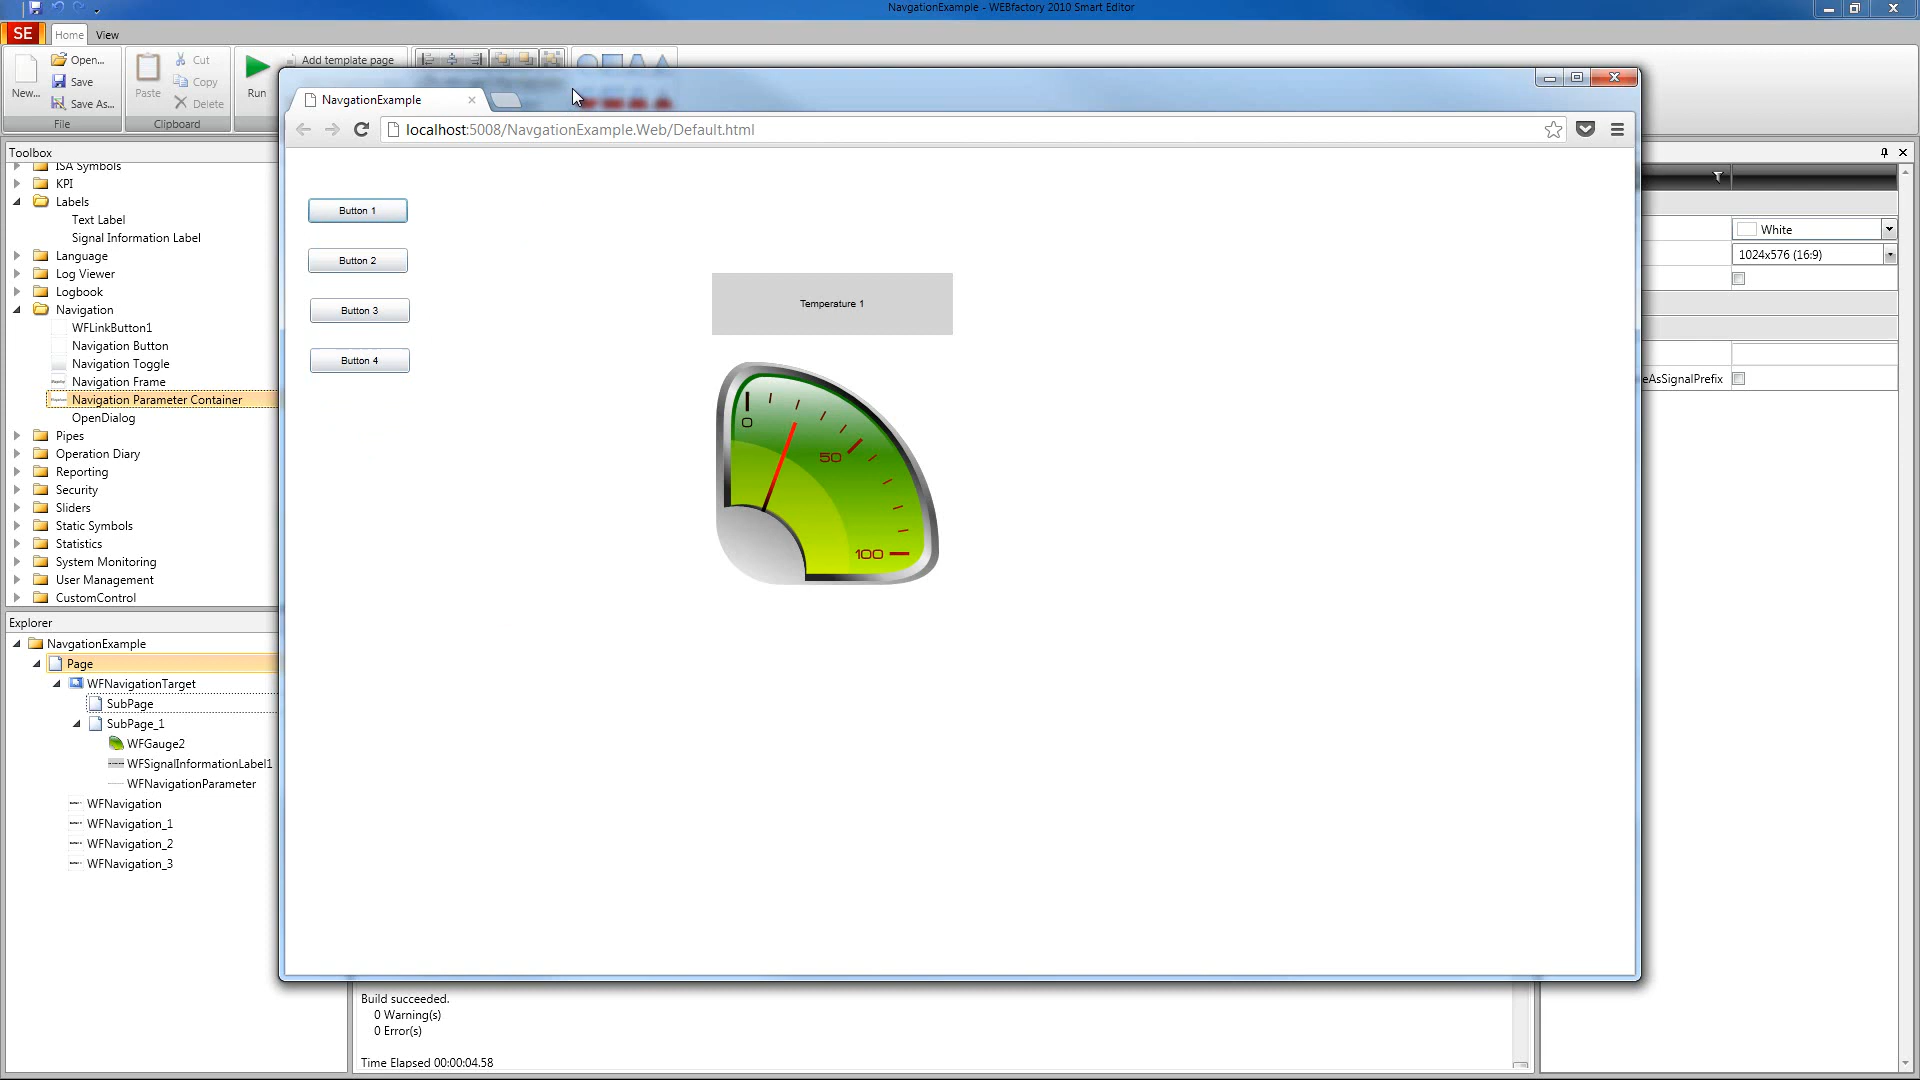 NavgationExample - WEBfactory 2010 Smart Editor
SE
Home
View
New...
Open...
Save
Save As...
File
Paste
Cut
Copy
Delete
Clipboard
Run
Add template page
NavgationExample
localhost:5008/NavgationExample.Web/Default.html
Toolbox
ISA Symbols
KPI
Labels
Text Label
Signal Information Label
Language
Log Viewer
Logbook
Navigation
WFLinkButton1
Navigation Button
Navigation Toggle
Navigation Frame
Navigation Parameter Container
OpenDialog
Pipes
Operation Diary
Reporting
Security
Sliders
Static Symbols
Statistics
System Monitoring
User Management
CustomControl
Explorer
NavgationExample
Page
WFNavigationTarget
SubPage
SubPage_1
WFGauge2
WFSignalInformationLabel1
WFNavigationParameter
WFNavigation
WFNavigation_1
WFNavigation_2
WFNavigation_3
Button 1
Button 2
Button 3
Button 4
Temperature 1
0
50
100
White
1024x576 (16:9)
eAsSignalPrefix
Build succeeded.
0 Warning(s)
0 Error(s)
Time Elapsed 00:00:04.58